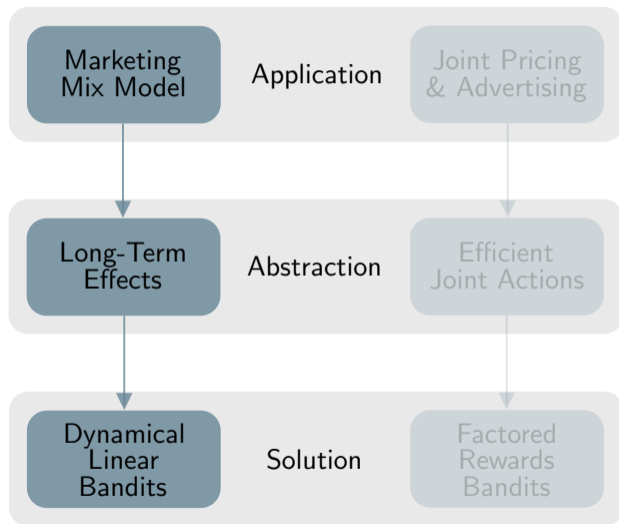 Marketing
Mix Model
Application
Joint Pricing
& Advertising
Long-Term
Effects
Abstraction
Efficient
Joint Actions
Dynamical
Linear
Bandits
Solution
Factored
Rewards
Bandits